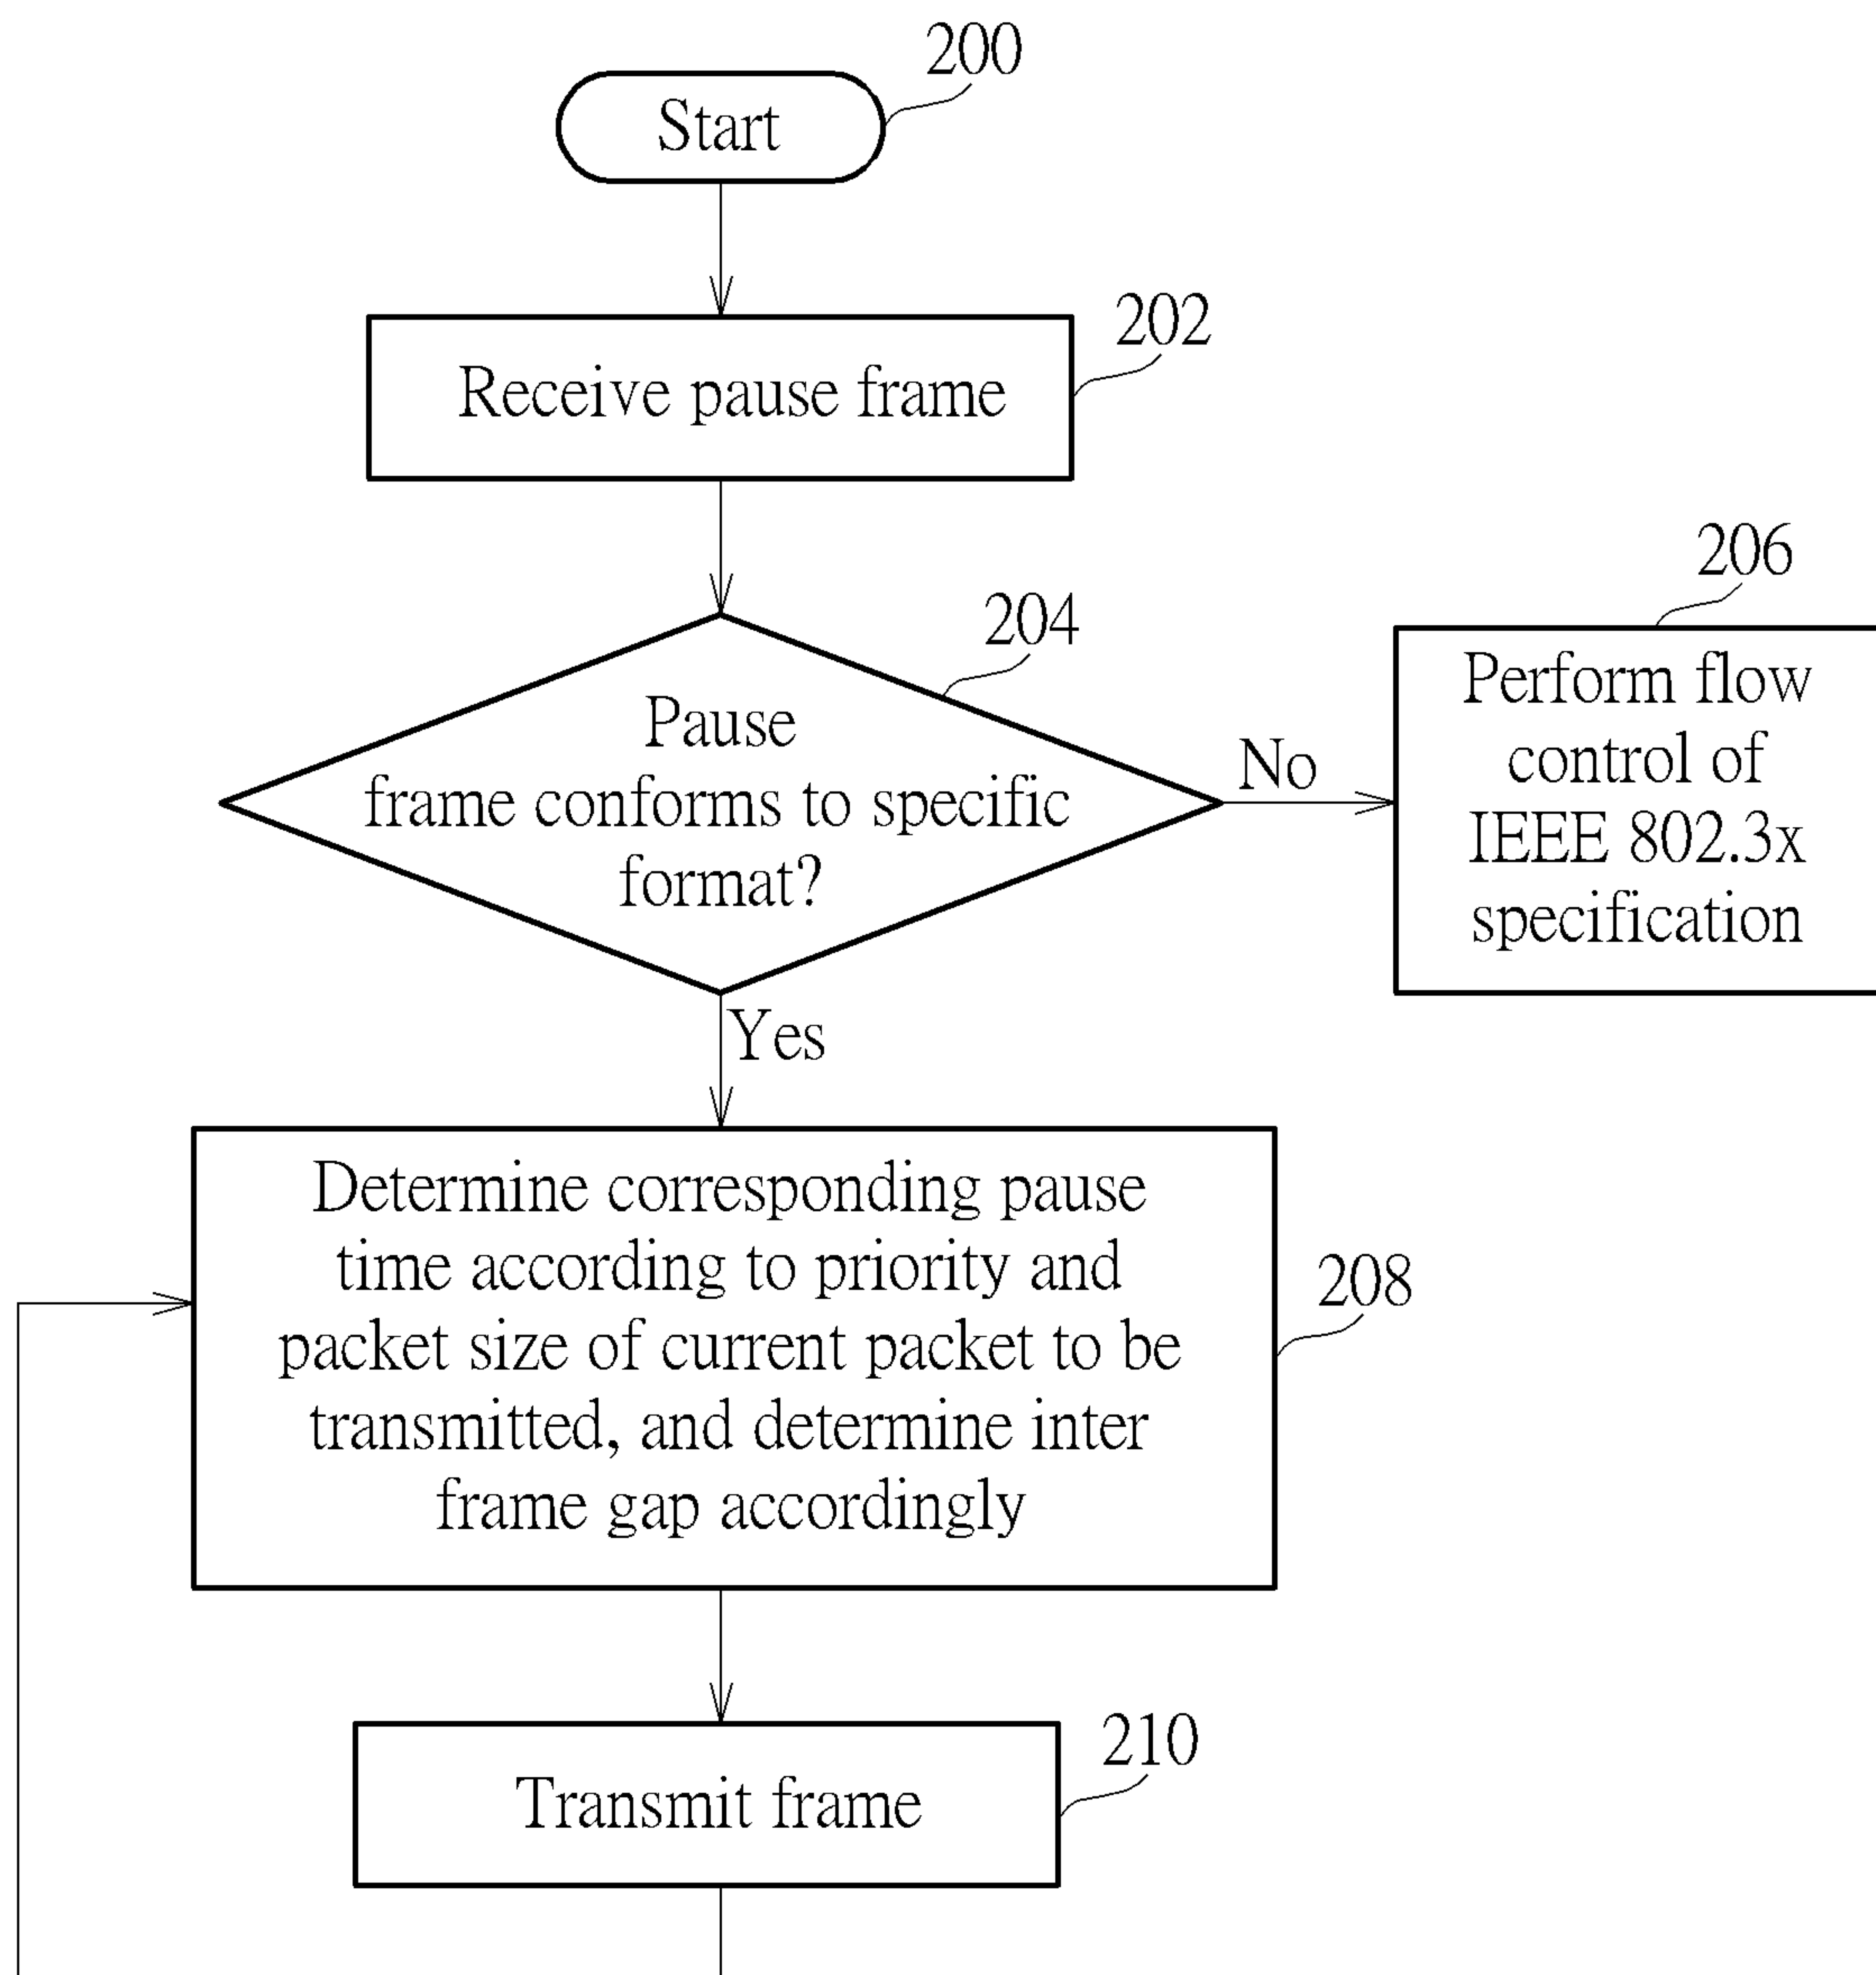 200
Start
202
Receive pause frame
204
206
Pause
frame conforms to specific
format?
No
Perform flow
control of
IEEE 802.3x
specification
Yes
Determine corresponding pause
time according to priority and
packet size of current packet to be
transmitted, and determine inter
frame gap accordingly
208
210
Transmit frame